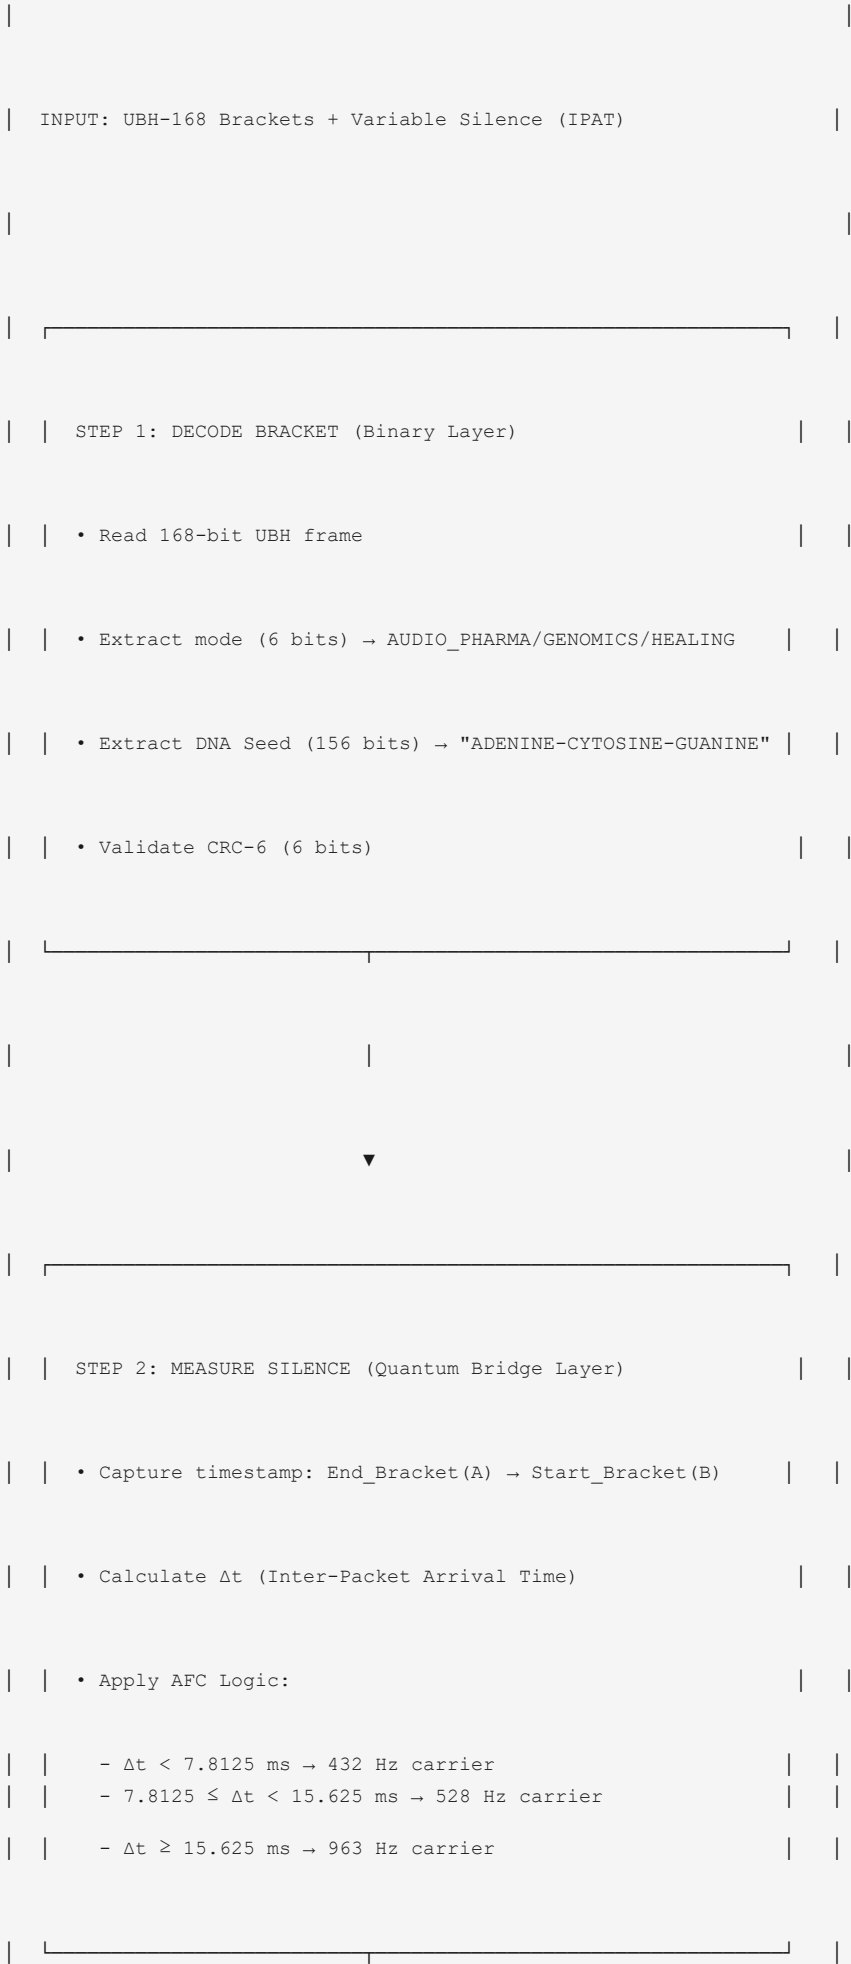 INPUT: UBH-168 Brackets + Variable Silence (IPAT)
STEP 1: DECODE BRACKET (Binary Layer)
• Read 168-bit UBH frame
• Extract mode (6 bits) → AUDIO_PHARMA/GENOMICS/HEALING
• Extract DNA Seed (156 bits) → "ADENINE-CYTOSINE-GUANINE"
• Validate CRC-6 (6 bits)
▼
STEP 2: MEASURE SILENCE (Quantum Bridge Layer)
• Capture timestamp: End_Bracket(A) → Start_Bracket(B)
• Calculate Δt (Inter-Packet Arrival Time)
• Apply AFC Logic:
- Δt < 7.8125 ms → 432 Hz carrier
- 7.8125 ≤ Δt < 15.625 ms → 528 Hz carrier
- Δt ≥ 15.625 ms → 963 Hz carrier